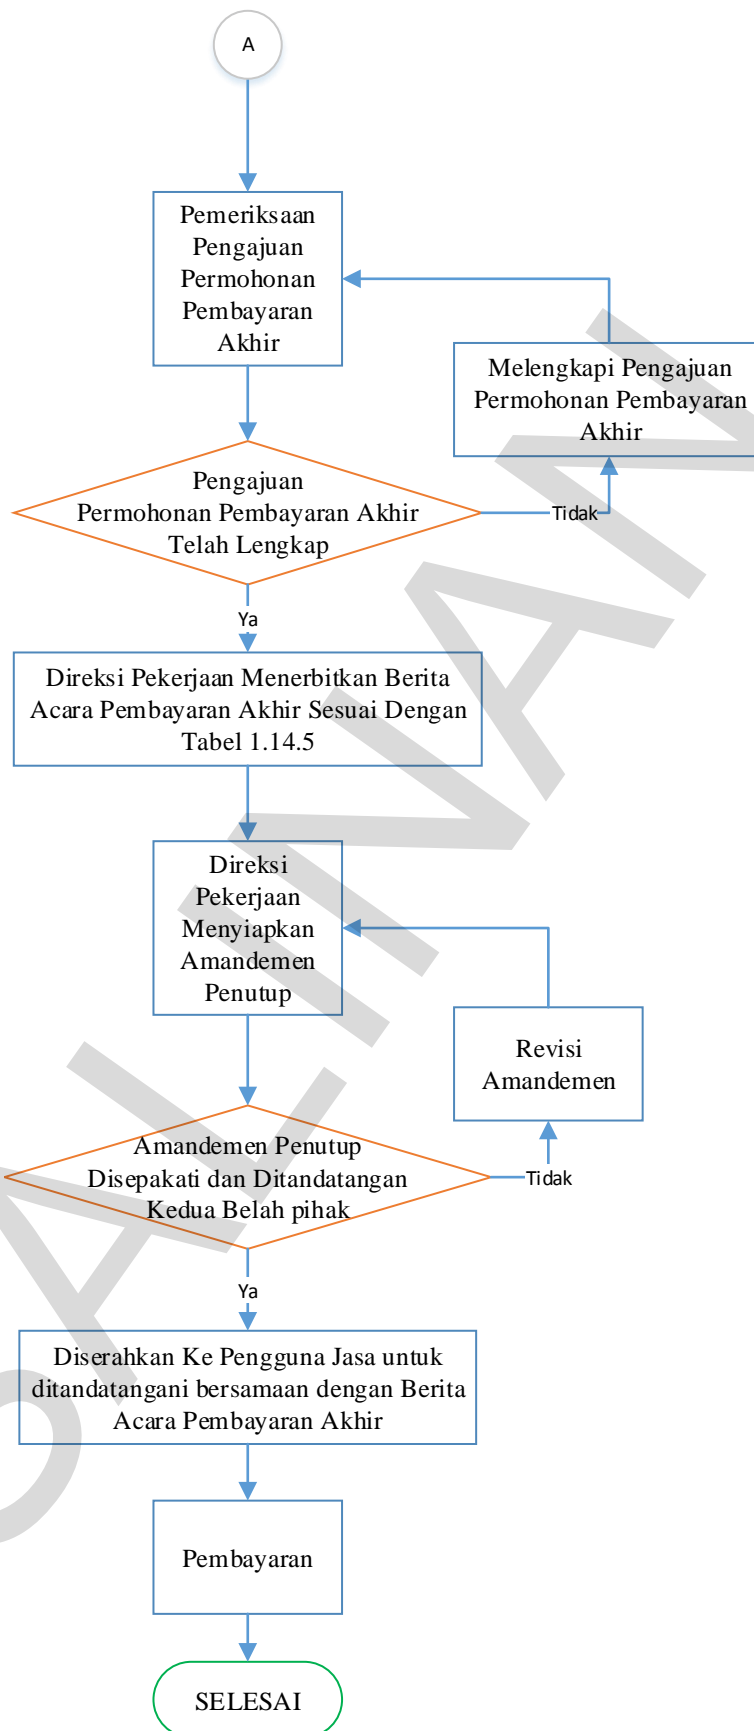 A
Pemeriksaan
Pengajuan
Permohonan
Pembayaran
Akhir
Melengkapi Pengajuan
Permohonan Pembayaran
Akhir
Pengajuan
Permohonan Pembayaran Akhir
Telah Lengkap
Tidak
Ya
Direksi Pekerjaan Menerbitkan Berita
Acara Pembayaran Akhir Sesuai Dengan
Tabel 1.14.5
Direksi
Pekerjaan
Menyiapkan
Amandemen
Penutup
Revisi
Amandemen
Amandemen Penutup
Disepakati dan Ditandatangan
Kedua Belah pihak
Tidak
Ya
Diserahkan Ke Pengguna Jasa untuk
ditandatangani bersamaan dengan Berita
Acara Pembayaran Akhir
Pembayaran
SELESAI
SALINAN